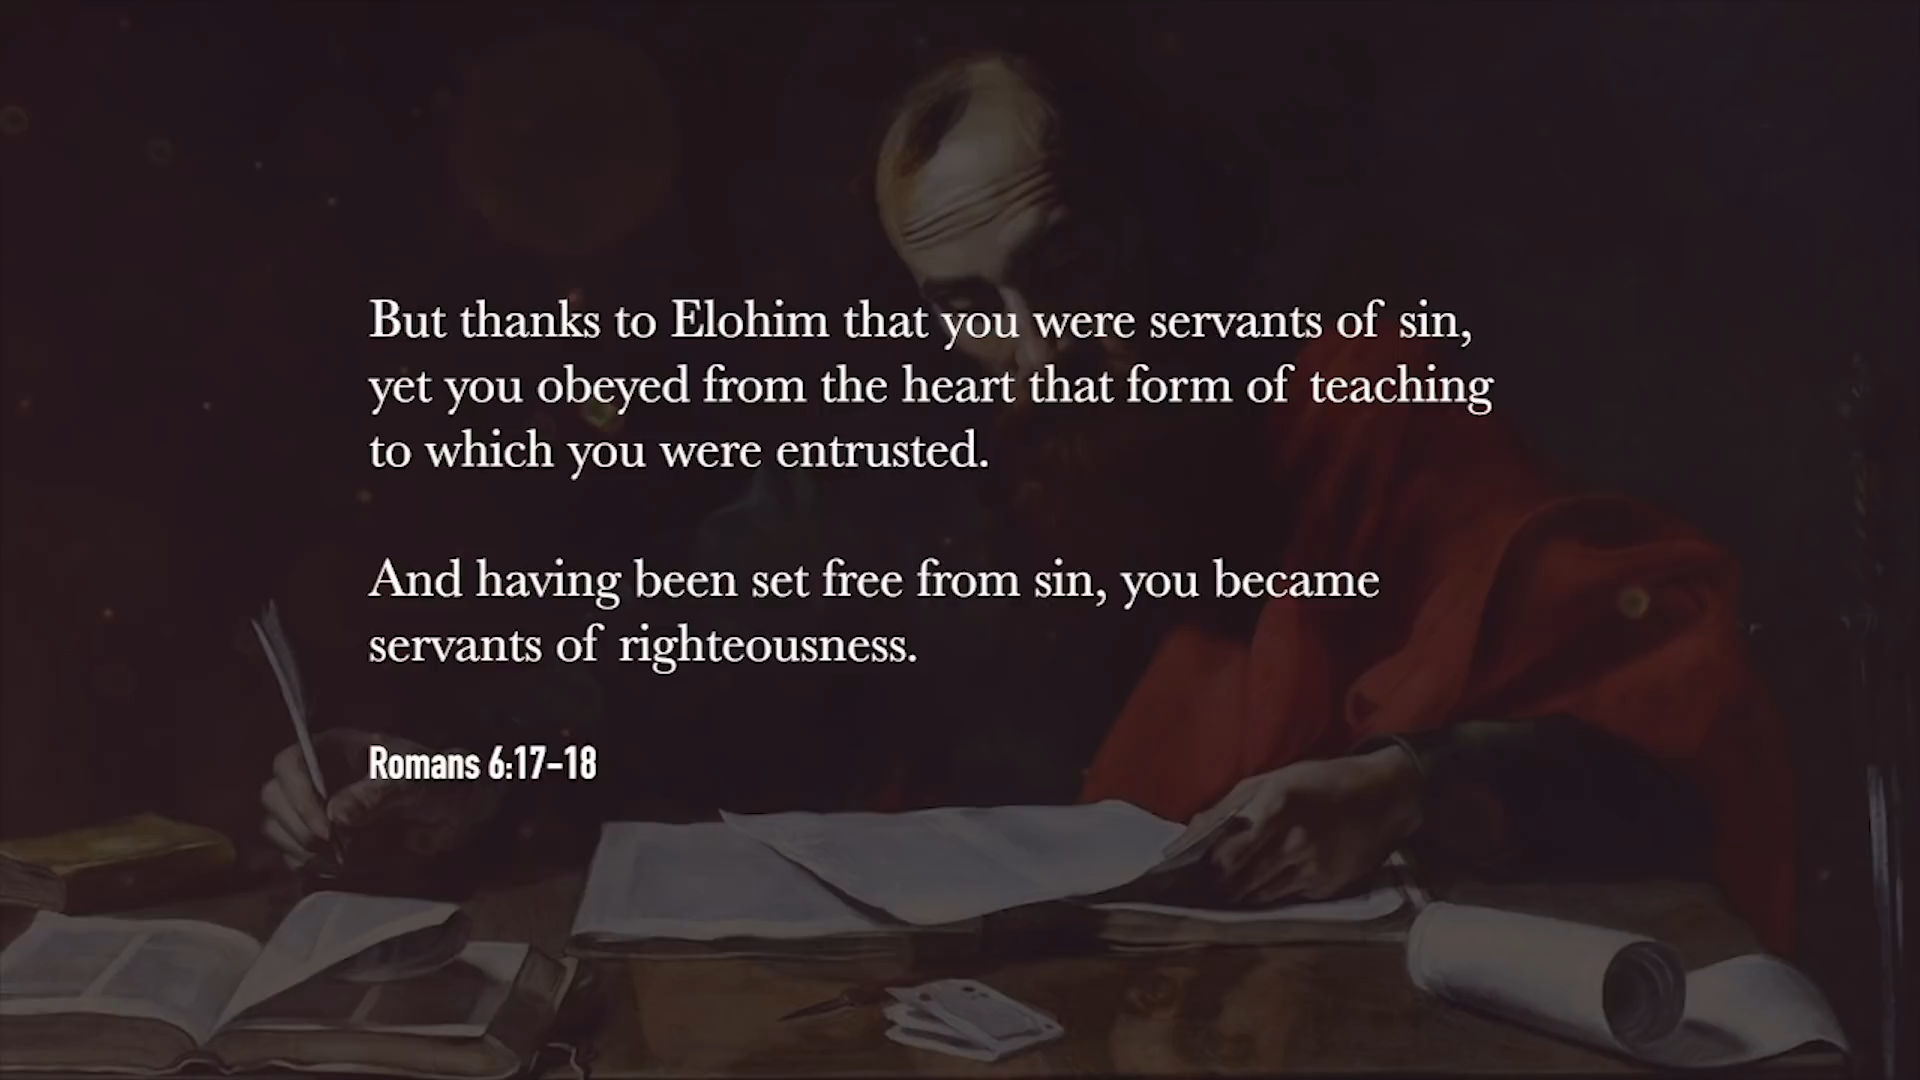 But thanks to Elohim that you were servants of sin,
yet you obeyed from the heart that form of teaching
to which you were entrusted.
And having been set free from sin, you became
servants of righteousness.
Romans 6:17–18